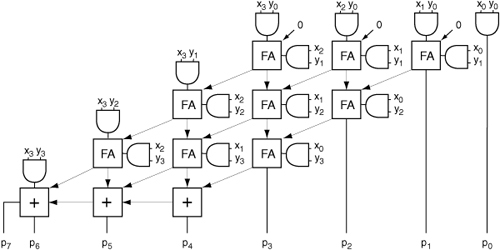 x3 y0 x2 y0 x1 y0 x0 y0
0 0 0
x3 y1 FA x2 y1 FA x1 y1 FA x0 y1
x3 y2 FA x2 y2 FA x1 y2 FA x0 y2
x3 y3 FA x2 y3 FA x1 y3 FA x0 y3
+ + +
p7 p6 p5 p4 p3 p2 p1 p0